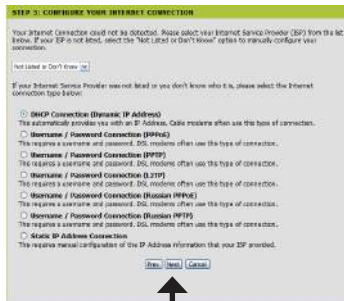 STEP 3: CONFIGURE YOUR INTERNET CONNECTION
Your Internet Connection could not be detected. Please select your Internet Service Provider (ISP) from the list
below. If your ISP is not listed, select the "Not Listed or Don't Know" option to manually configure your
connection.
Not Listed or Don't Know
If your Internet Service Provider was not listed or you don't know who it is, please select the Internet
connection type below:
DHCP Connection (Dynamic IP Address)
This automatically provides you with an IP Address. Cable modems often use this type of connection.
Username / Password Connection (PPPoE)
This requires a username and password. DSL modems often use this type of connection.
Username / Password Connection (PPTP)
This requires a username and password. DSL modems often use this type of connection.
Username / Password Connection (L2TP)
This requires a username and password. DSL modems often use this type of connection.
Username / Password Connection (Russian PPPoE)
This requires a username and password. DSL modems often use this type of connection.
Username / Password Connection (Russian PPTP)
This requires a username and password. DSL modems often use this type of connection.
Static IP Address Connection
This requires manual configuration of the IP Address information that your ISP provided.
Prev Next Cancel